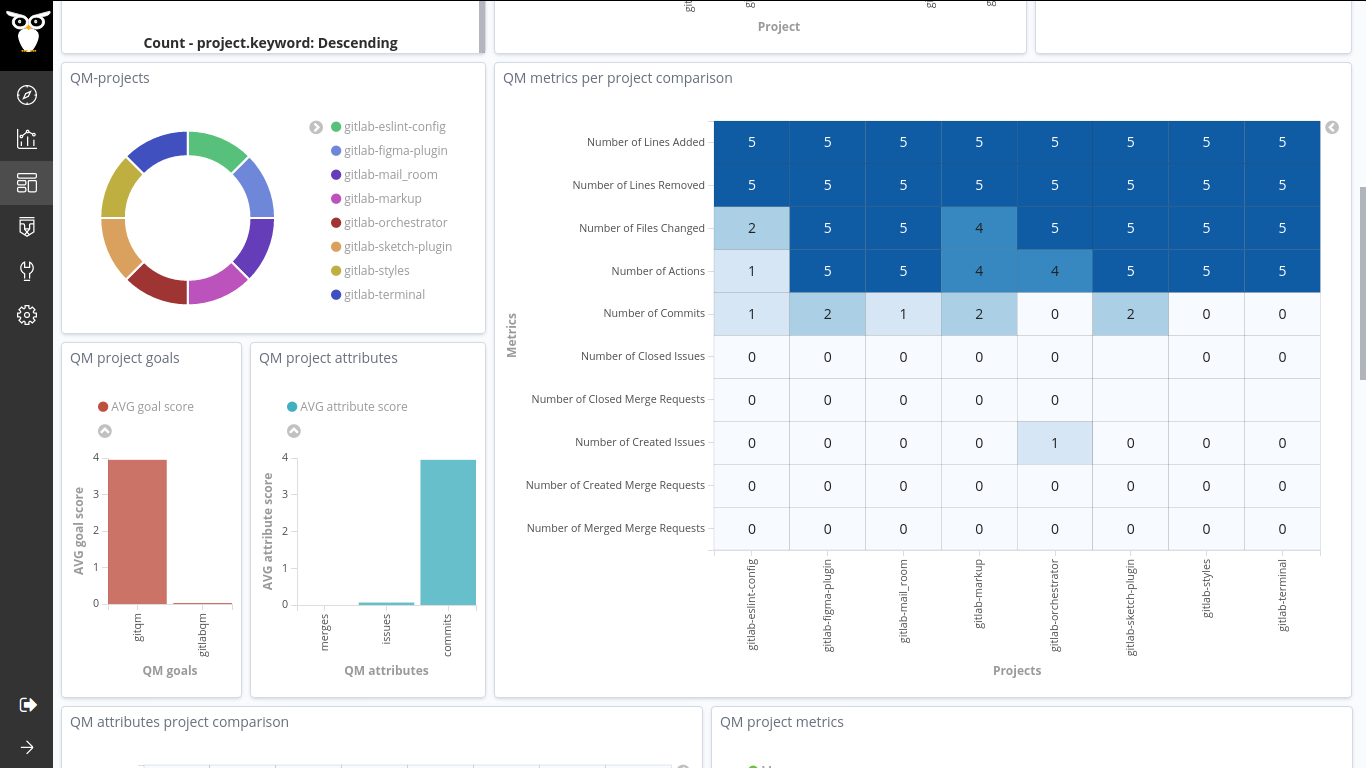 Count - project.keyword: Descending
Project
QM-projects
gitlab-eslint-config
gitlab-figma-plugin
gitlab-mail_room
gitlab-markup
gitlab-orchestrator
gitlab-sketch-plugin
gitlab-styles
gitlab-terminal
QM metrics per project comparison
Metrics
Number of Lines Added 5 5 5 5 5 5 5 5
Number of Lines Removed 5 5 5 5 5 5 5 5
Number of Files Changed 2 5 5 4 5 5 5 5
Number of Actions 1 5 5 4 4 5 5 5
Number of Commits 1 2 1 2 0 2 0 0
Number of Closed Issues 0 0 0 0 0 0 0
Number of Closed Merge Requests 0 0 0 0 0
Number of Created Issues 0 0 0 0 1 0 0 0
Number of Created Merge Requests 0 0 0 0 0 0 0 0
Number of Merged Merge Requests 0 0 0 0 0 0 0 0
gitlab-eslint-config
gitlab-figma-plugin
gitlab-mail_room
gitlab-markup
gitlab-orchestrator
gitlab-sketch-plugin
gitlab-styles
gitlab-terminal
Projects
QM project goals
AVG goal score
AVG goal score
4
3
2
1
0
gitqm
gitlabqm
QM goals
QM project attributes
AVG attribute score
AVG attribute score
4
3
2
1
0
merges
issues
commits
QM attributes
QM attributes project comparison
QM project metrics